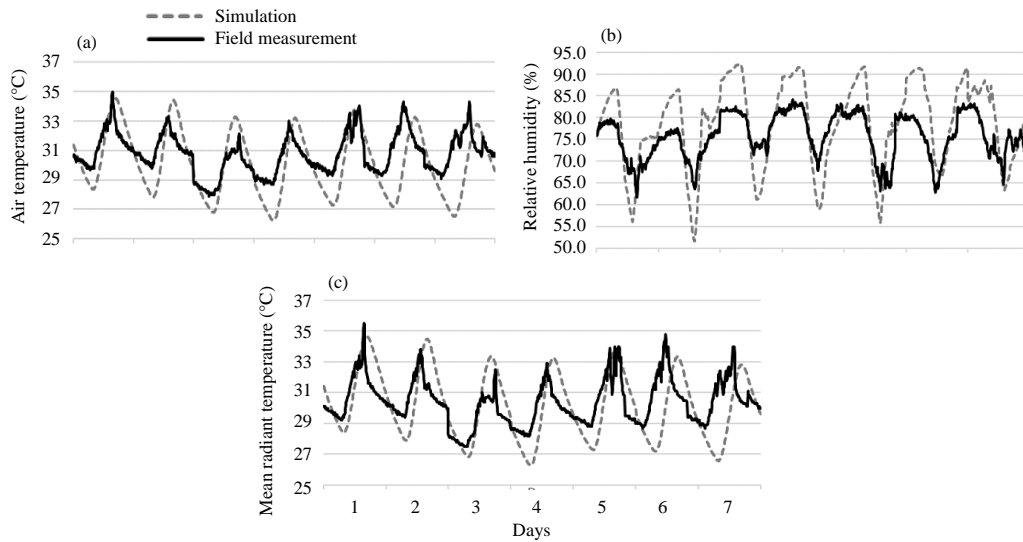 Simulation
Field measurement
(a)
Air temperature (°C)
37
35
33
31
29
27
25
(b)
Relative humidity (%)
95.0
90.0
85.0
80.0
75.0
70.0
65.0
60.0
55.0
50.0
(c)
Mean radiant temperature (°C)
37
35
33
31
29
27
25
1 2 3 4 5 6 7
Days